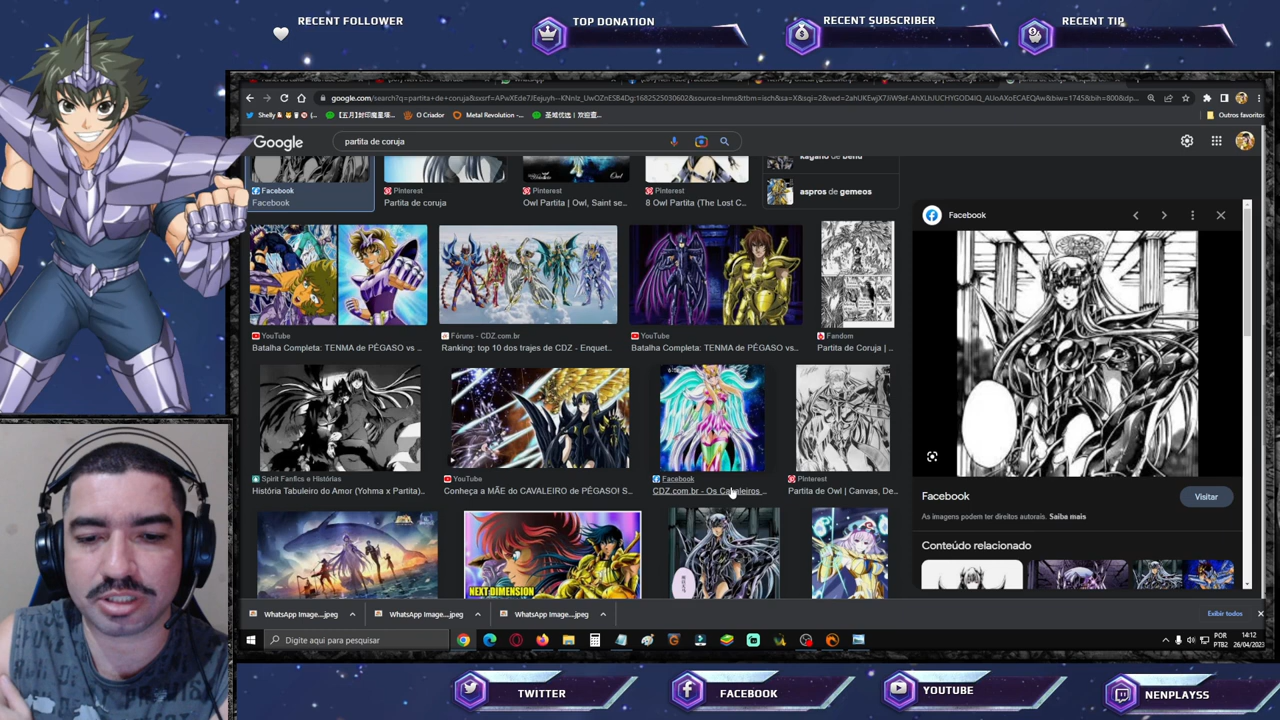 RECENT FOLLOWER
TOP DONATION
RECENT SUBSCRIBER
RECENT TIP
Shelly
O Criador
Metal Revolution -...
Outros favoritos
Google
partita de coruja
aspros de gemeos
Facebook
Facebook
Pinterest
Partita de coruja
Pinterest
Owl Partita | Owl, Saint se...
Pinterest
8 Owl Partita (The Lost C...
Facebook
YouTube
Batalha Completa: TENMA de PÉGASO vs ...
Fóruns - CDZ.com.br
Ranking: top 10 dos trajes de CDZ - Enquet...
YouTube
Batalha Completa: TENMA de PÉGASO vs...
Fandom
Partita de Coruja | ...
Spirit Fanfics e Histórias
História Tabuleiro do Amor (Yohma x Partita)...
YouTube
Conheça a MÃE do CAVALEIRO de PÉGASO! S...
Facebook
CDZ.com.br - Os Cavaleiros ...
Pinterest
Partita de Owl | Canvas, De...
Facebook
Visitar
As imagens podem ter direitos autorais. Saiba mais
Conteúdo relacionado
NEXT DIMENSION
WhatsApp Image....jpeg
WhatsApp Image....jpeg
WhatsApp Image....jpeg
Exibir todos
Digite aqui para pesquisar
POR
PTB2
14:12
26/04/2023
TWITTER
FACEBOOK
YOUTUBE
NENPLAYSS